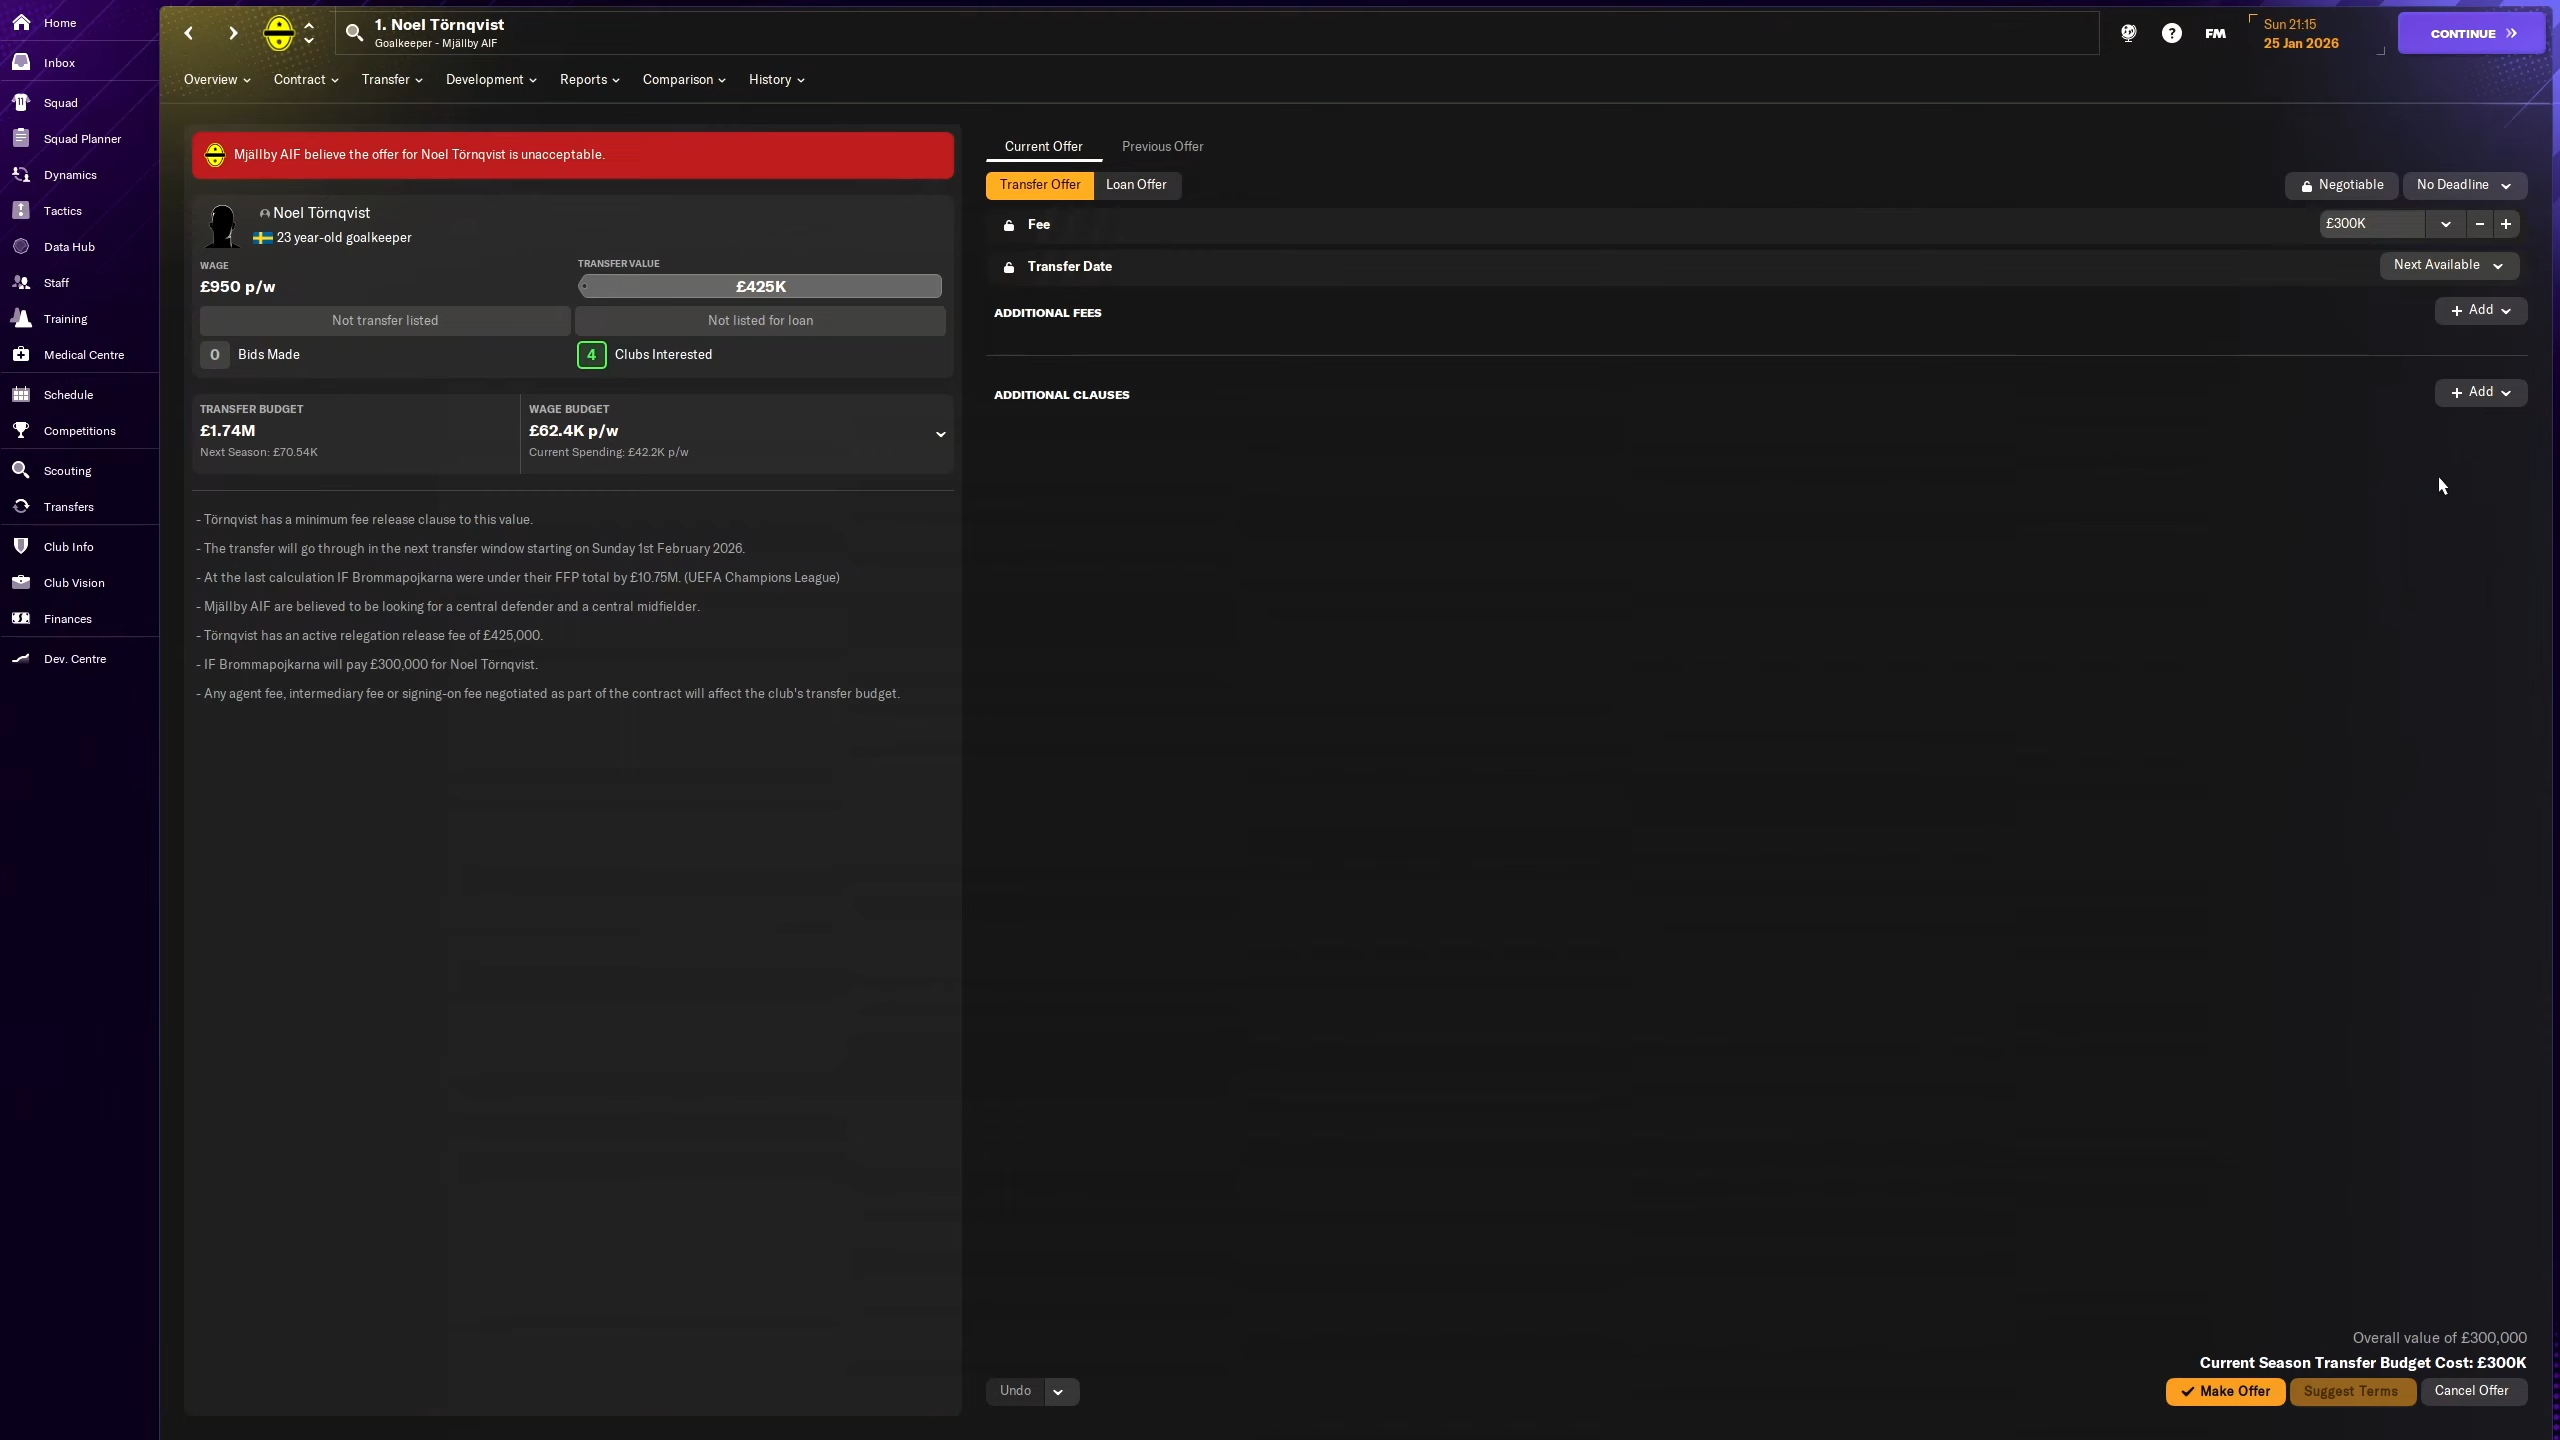 Home
Inbox
Squad
Squad Planner
Dynamics
Tactics
Data Hub
Staff
Training
Medical Centre
Schedule
Competitions
Scouting
Transfers
Club Info
Club Vision
Finances
Dev. Centre
1. Noel Törnqvist
Goalkeeper - Mjällby AIF
FM
Sun 21:15
25 Jan 2026
CONTINUE
Overview
Contract
Transfer
Development
Reports
Comparison
History
Mjällby AIF believe the offer for Noel Törnqvist is unacceptable.
Noel Törnqvist
23 year-old goalkeeper
WAGE
£950 p/w
TRANSFER VALUE
£425K
Not transfer listed
Not listed for loan
0 Bids Made
4 Clubs Interested
TRANSFER BUDGET
£1.74M
Next Season: £70.54K
WAGE BUDGET
£62.4K p/w
Current Spending: £42.2K p/w
- Törnqvist has a minimum fee release clause to this value.
- The transfer will go through in the next transfer window starting on Sunday 1st February 2026.
- At the last calculation IF Brommapojkarna were under their FFP total by £10.75M. (UEFA Champions League)
- Mjällby AIF are believed to be looking for a central defender and a central midfielder.
- Törnqvist has an active relegation release fee of £425,000.
- IF Brommapojkarna will pay £300,000 for Noel Törnqvist.
- Any agent fee, intermediary fee or signing-on fee negotiated as part of the contract will affect the club's transfer budget.
Current Offer
Previous Offer
Transfer Offer
Loan Offer
Negotiable
No Deadline
Fee
£300K
Transfer Date
Next Available
ADDITIONAL FEES
+ Add
ADDITIONAL CLAUSES
+ Add
Overall value of £300,000
Current Season Transfer Budget Cost: £300K
Undo
Make Offer
Suggest Terms
Cancel Offer